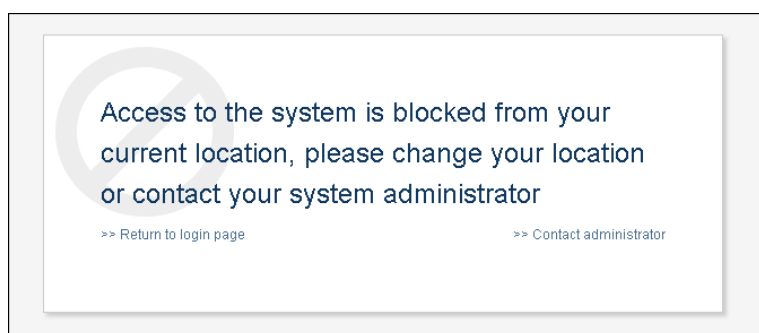 Access to the system is blocked from your
current location, please change your location
or contact your system administrator
>> Return to login page
>> Contact administrator